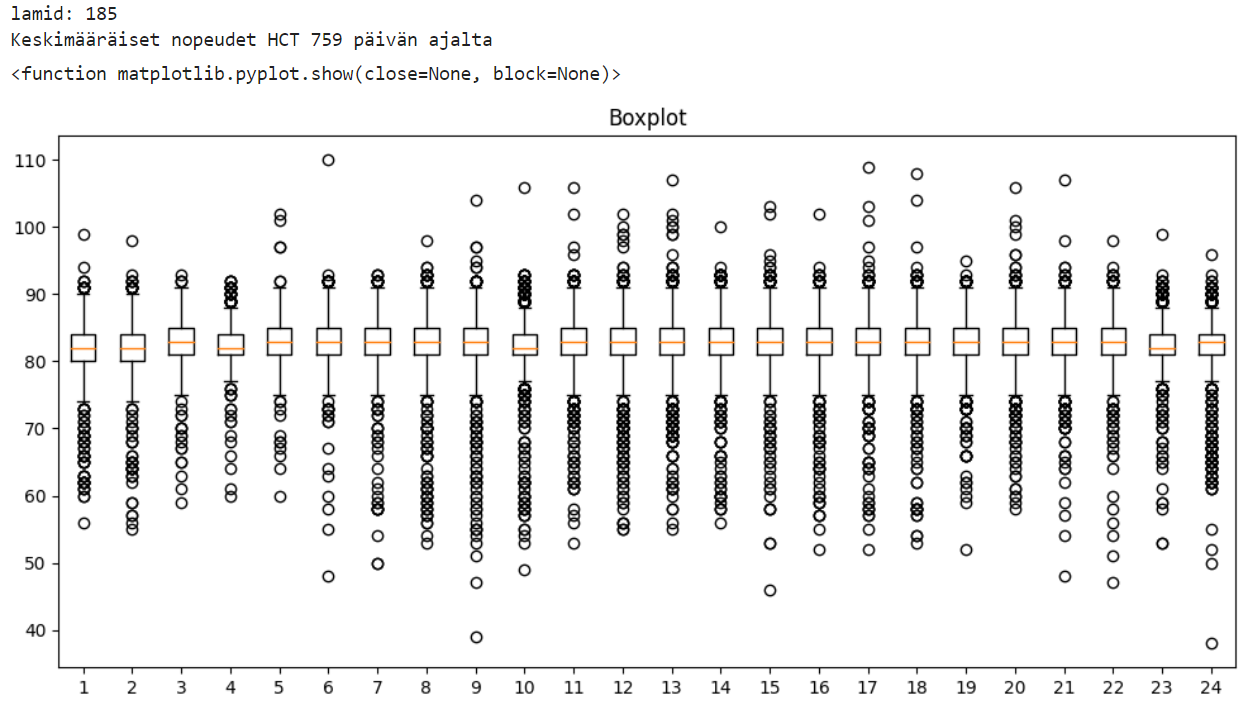 lamid: 185
Keskimääräiset nopeudet HCT 759 päivän ajalta
<function matplotlib.pyplot.show(close=None, block=None)>
Boxplot
110
100
90
80
70
60
50
40
1 2 3 4 5 6 7 8 9 10 11 12 13 14 15 16 17 18 19 20 21 22 23 24